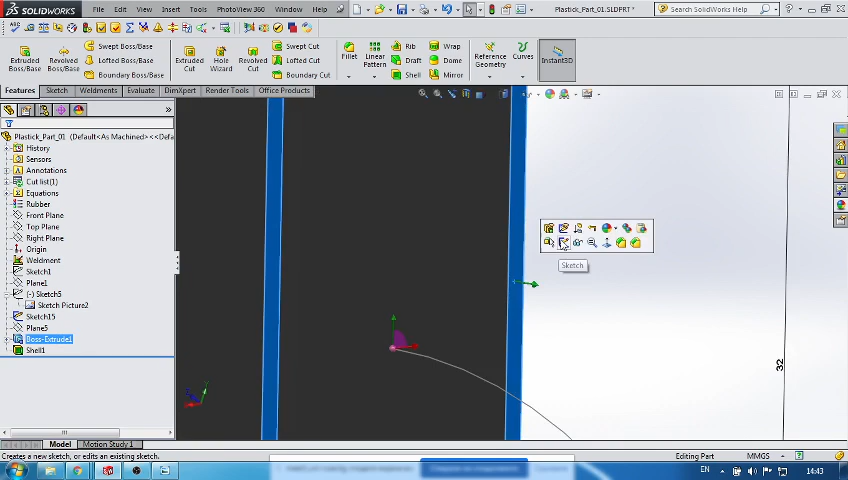 SOLIDWORKS File Edit View Insert Tools PhotoView 360 Window Help Plastick_Part_01.SLDPRT * Search SolidWorks Help
Extruded Boss/Base
Revolved Boss/Base
Swept Boss/Base
Lofted Boss/Base
Boundary Boss/Base
Extruded Cut
Hole Wizard
Revolved Cut
Swept Cut
Lofted Cut
Boundary Cut
Fillet
Linear Pattern
Rib
Draft
Shell
Wrap
Dome
Mirror
Reference Geometry
Curves
Instant3D
Features Sketch Weldments Evaluate DimXpert Render Tools Office Products
Plastick_Part_01 (Default<As Machined><<Defa
History
Sensors
Annotations
Cut list(1)
Equations
Rubber
Front Plane
Top Plane
Right Plane
Origin
Weldment
Sketch1
Plane1
(-) Sketch5
Sketch Picture2
Sketch15
Plane5
Boss-Extrude1
Shell1
Sketch
32
Model Motion Study 1
Creates a new sketch, or edits an existing sketch. Editing Part MMGS
EN 14:43